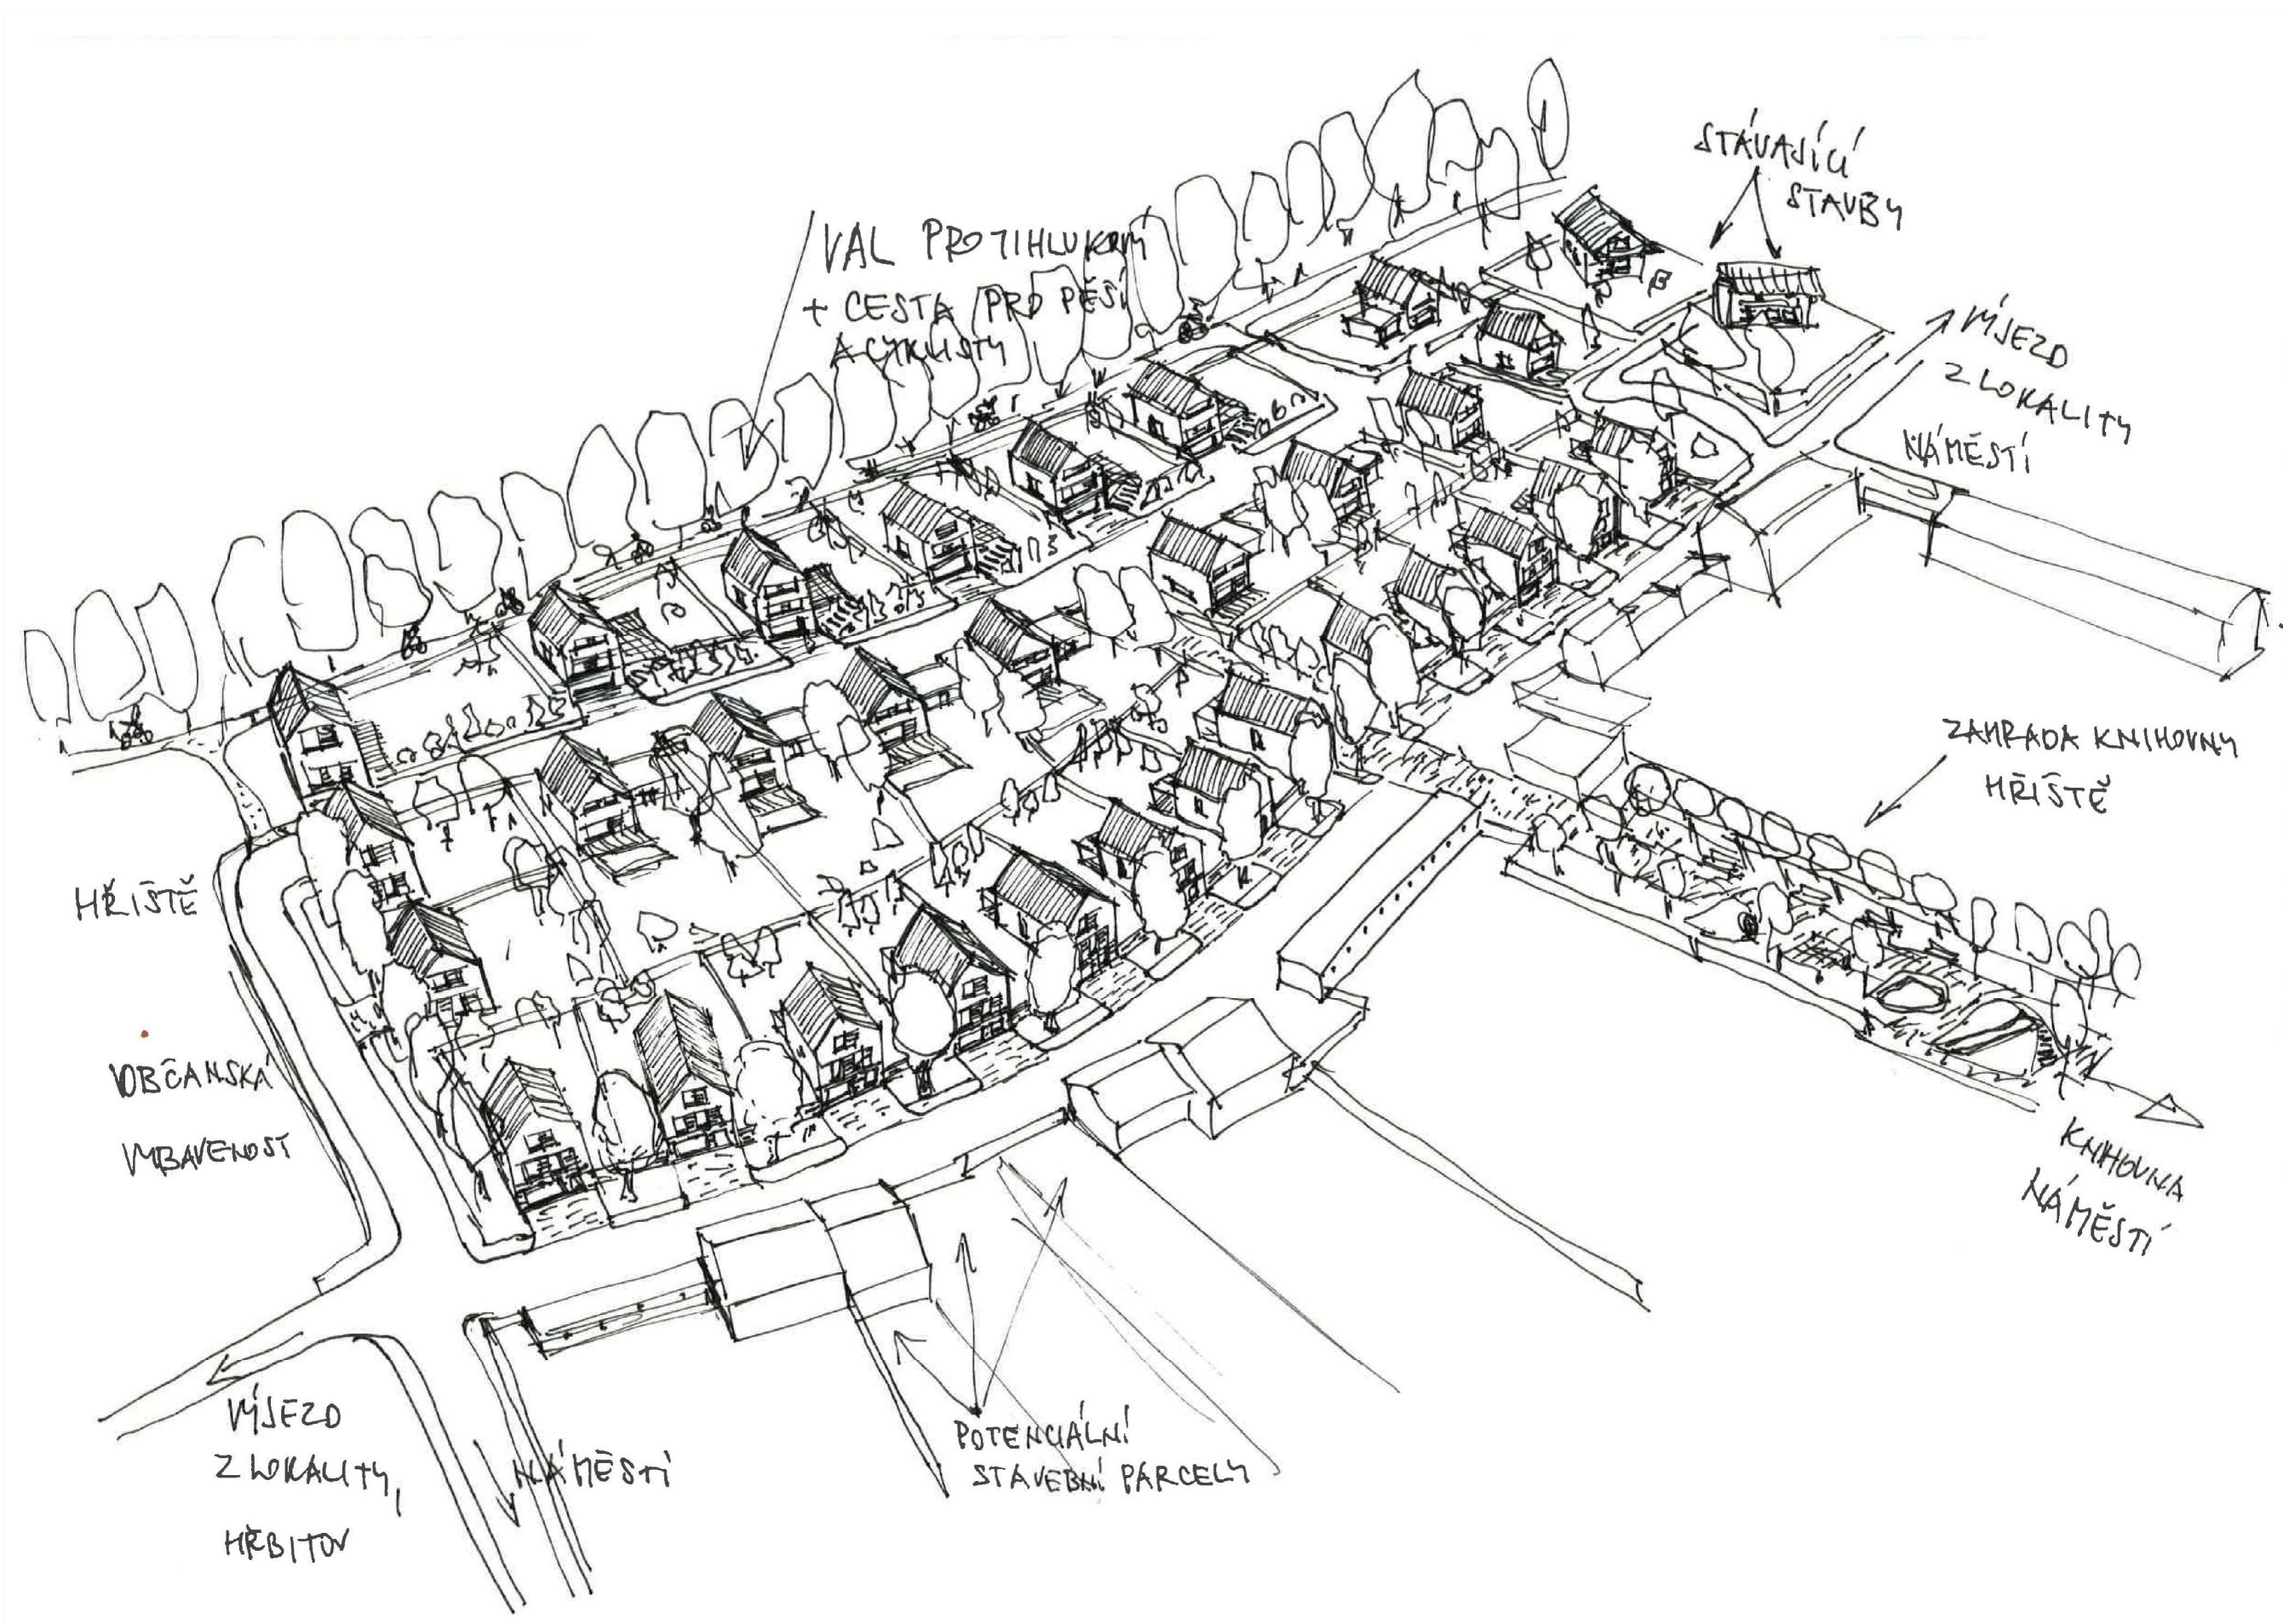 STÁVAJÍCÍ
STAVBY
VAL PROTIHLUKOVÝ
+ CESTA PRO PĚŠÍ
A CYKLISTY
VÝJEZD
Z LOKALITY
NÁMĚSTÍ
ZAHRADA KNIHOVNY
HŘIŠTĚ
HŘIŠTĚ
OBČANSKÁ
VYBAVENOST
KNIHOVNA
NÁMĚSTÍ
VÝJEZD
Z LOKALITY,
HŘBITOV
NÁMĚSTÍ
POTENCIÁLNÍ
STAVEBNÍ PARCELY